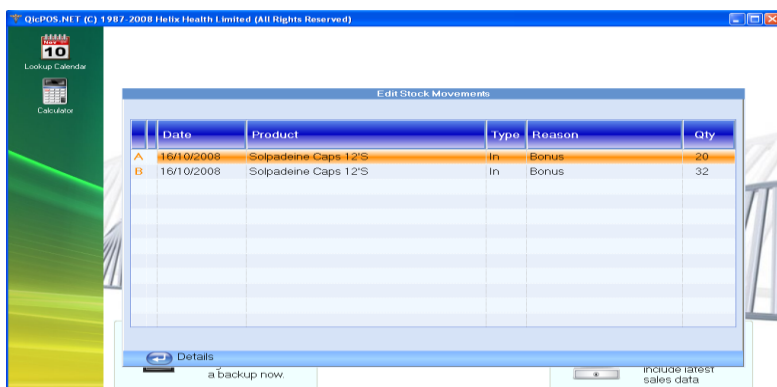 QicPOS.NET (C) 1987-2008 Helix Health Limited (All Rights Reserved)
10
Lookup Calendar
Calculator
Edit Stock Movements
Date Product Type Reason Qty
A 16/10/2008 Solpadeine Caps 12'S In Bonus 20
B 16/10/2008 Solpadeine Caps 12'S In Bonus 32
Details
a backup now.
include latest
sales data